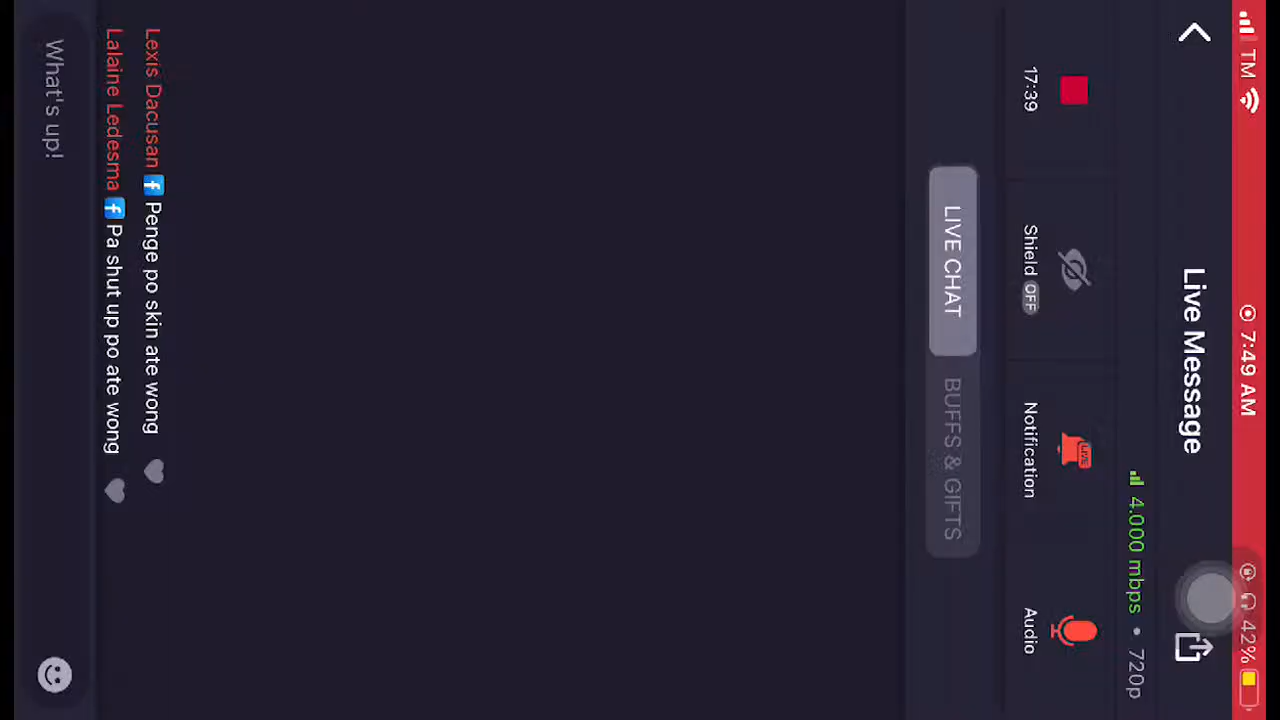 TM 7:49 AM 42%
Live Message
4.000 mbps • 720p
17:39 Shield OFF Notification LIVE Audio
LIVE CHAT BUFFS & GIFTS
Lexis Dacusan Penge po skin ate wong
Lalaine Ledesma Pa shut up po ate wong
What's up!